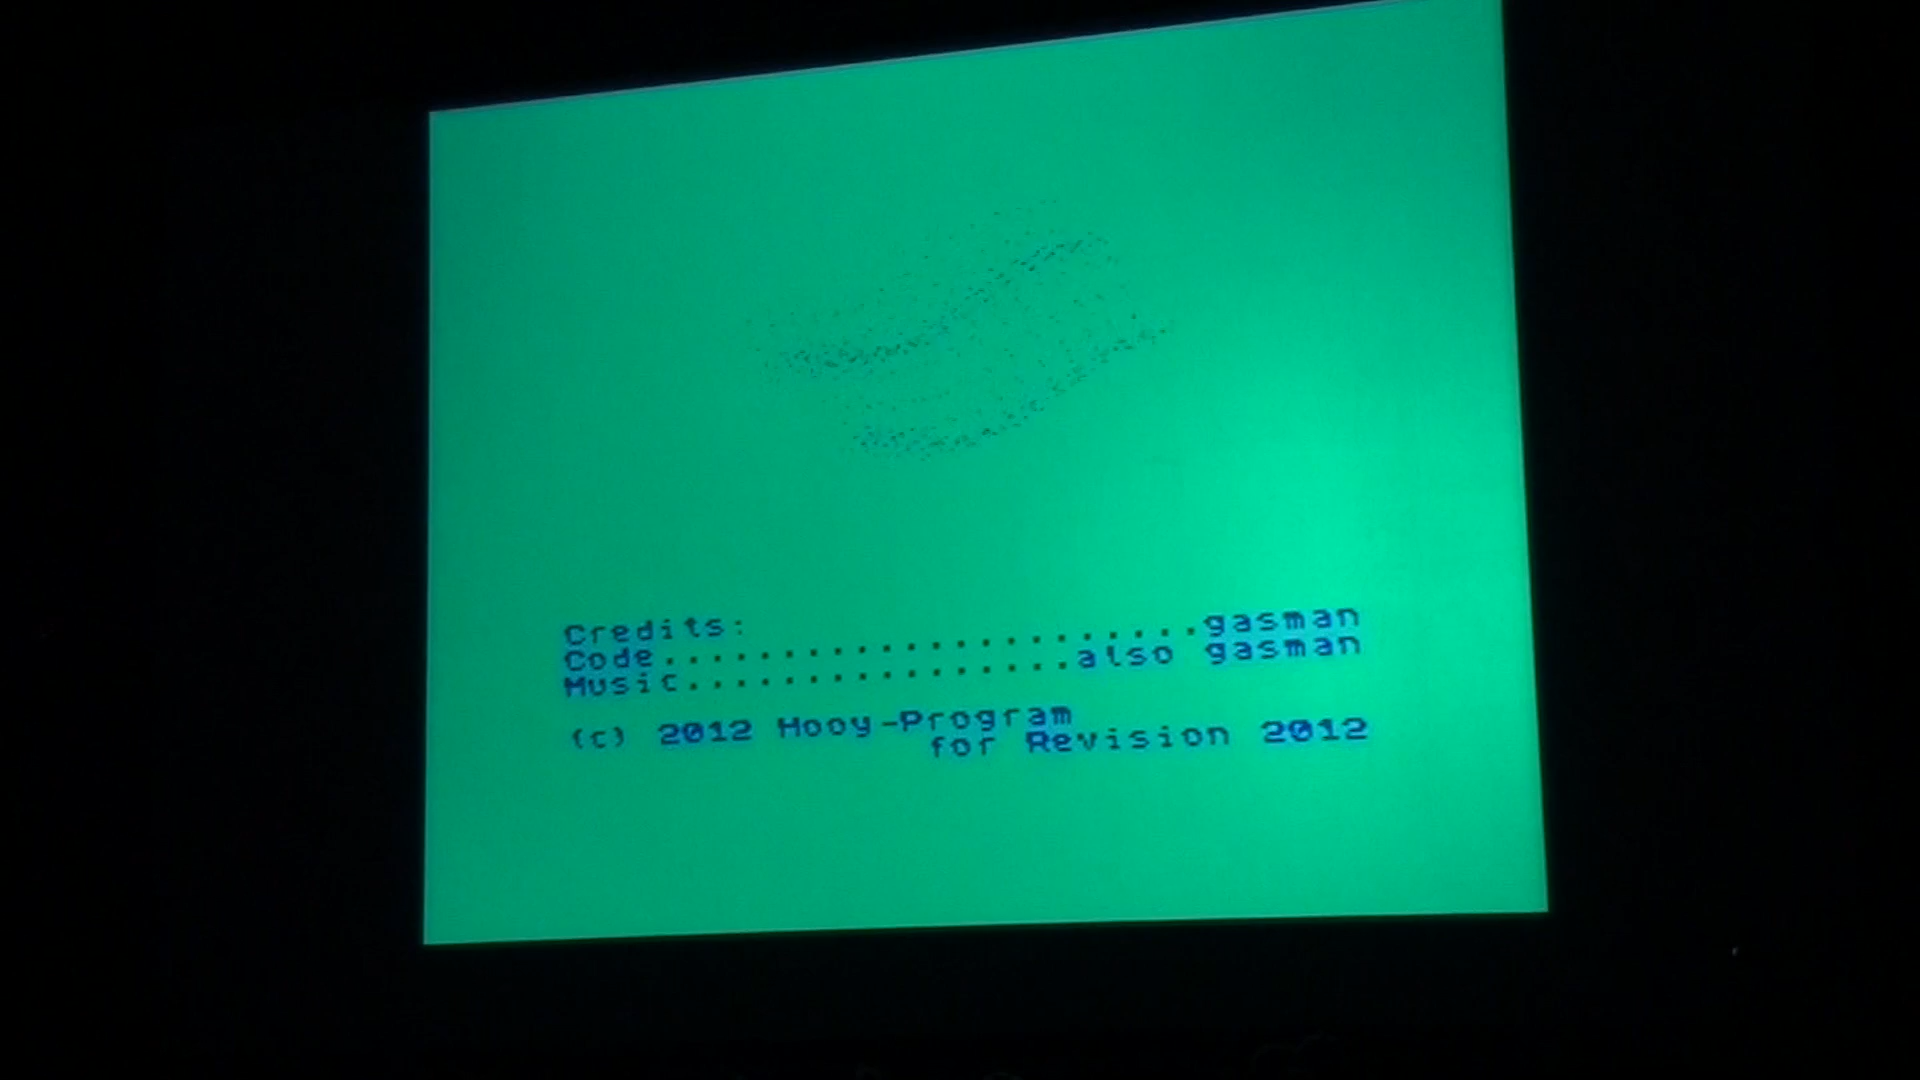 Credits:
Code.......................gasman
Music................also gasman
(c) 2012 Hooy-Program
for Revision 2012